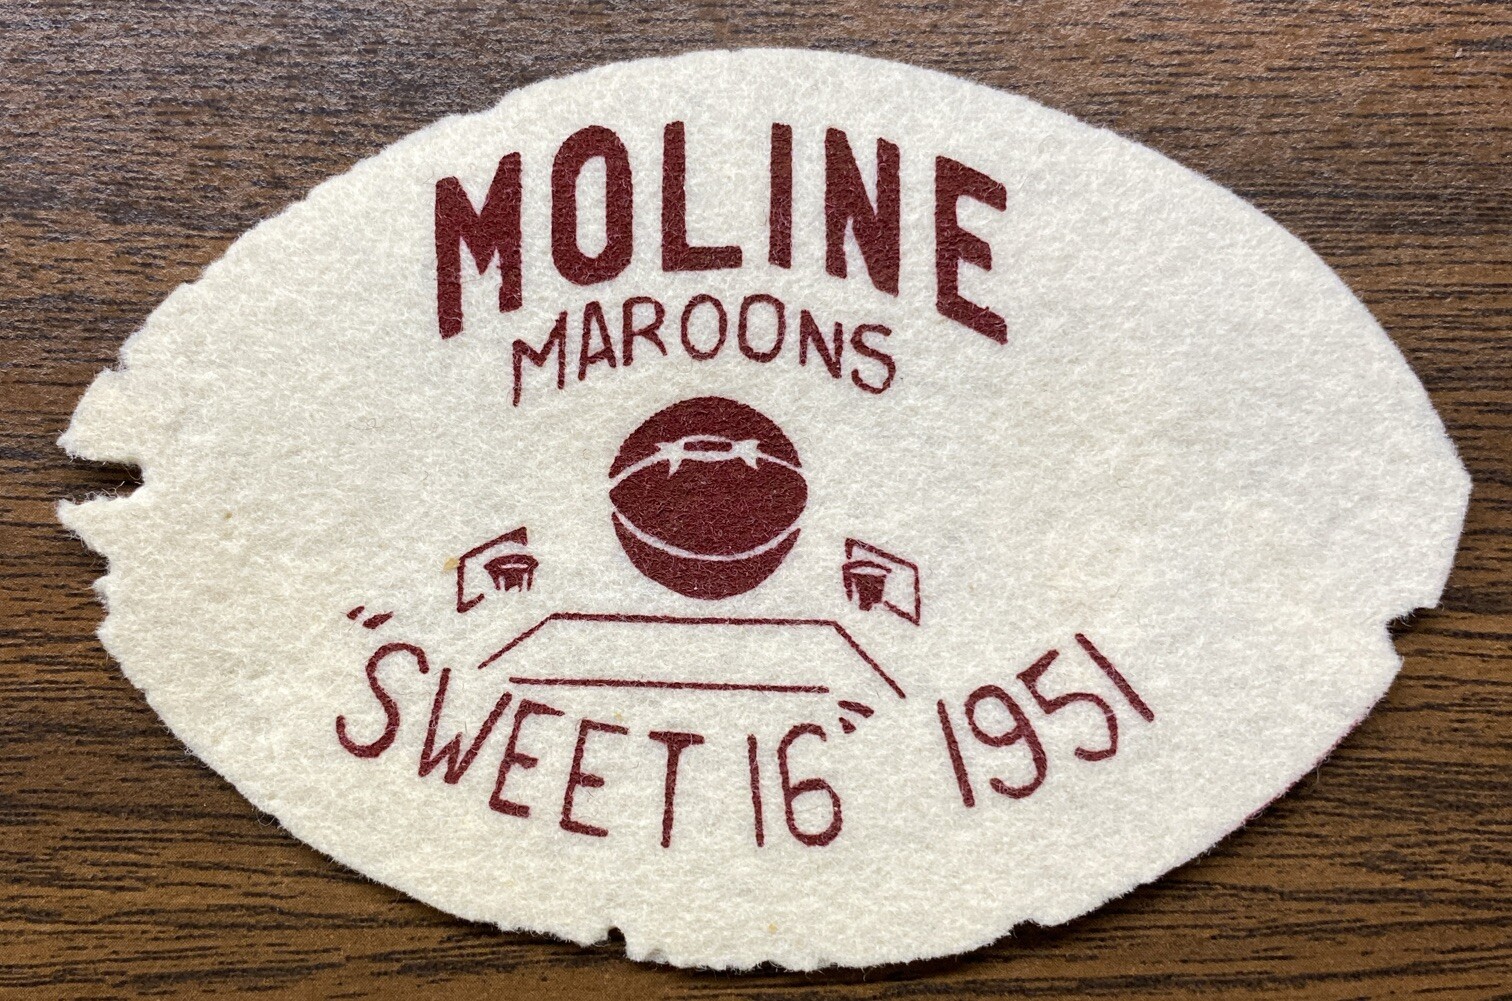 MOLINE
MAROONS
"SWEET 16" 1951